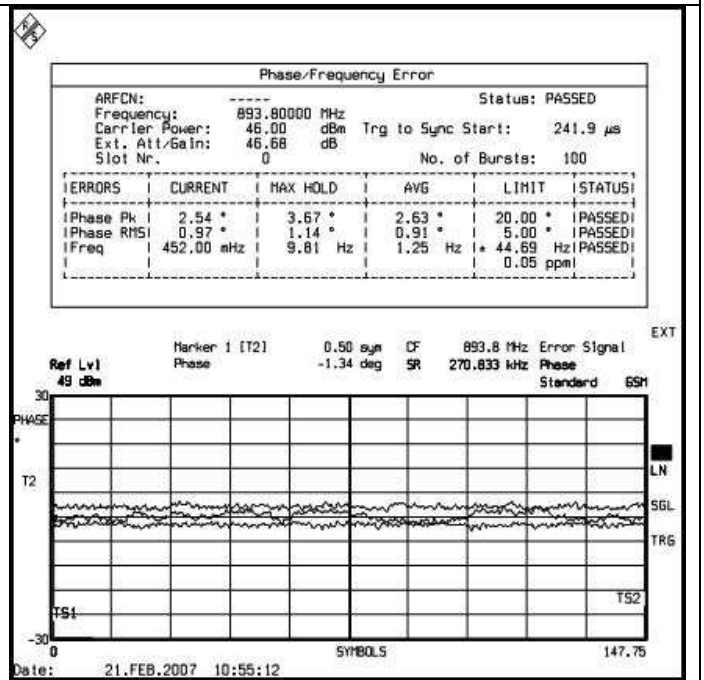 R S
Phase/Frequency Error
ARFCN: ----- Status: PASSED
Frequency: 893.80000 MHz
Carrier Power: 46.00 dBm Trg to Sync Start: 241.9 µs
Ext. Att/Gain: 46.68 dB
Slot Nr. 0 No. of Bursts: 100
ERRORS CURRENT MAX HOLD AVG LIMIT STATUS
Phase Pk 2.54 ° 3.67 ° 2.63 ° 20.00 ° PASSED
Phase RMS 0.97 ° 1.14 ° 0.91 ° 5.00 ° PASSED
Freq 452.00 mHz 9.81 Hz 1.25 Hz ± 44.69 Hz PASSED
0.05 ppm
EXT
Marker 1 [T2] 0.50 sym CF 893.8 MHz Error Signal
Ref Lvl Phase -1.34 deg SR 270.833 kHz Phase
49 dBm Standard GSM
30
PHASE
°
T2
LN
SGL
TRG
TS2
TS1
-30
0 SYMBOLS 147.75
Date: 21.FEB.2007 10:55:12